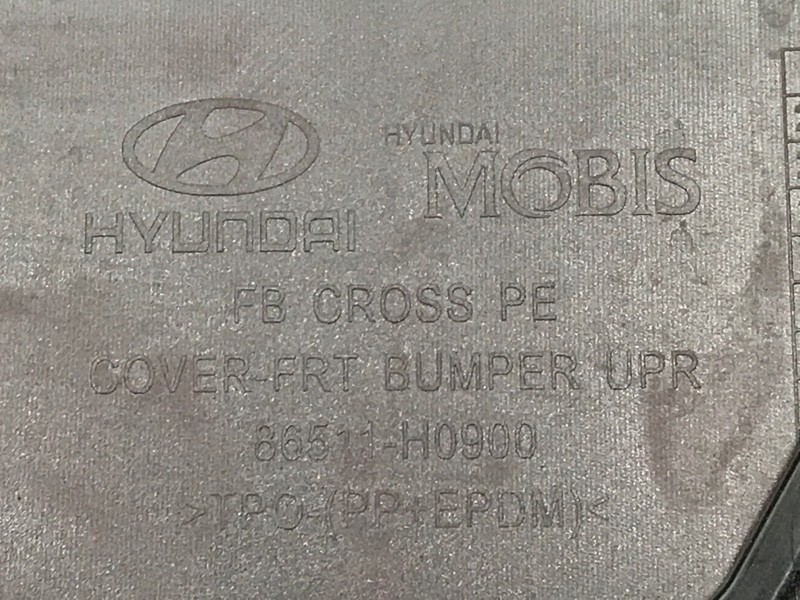 HYUNDAI
HYUNDAI
MOBIS
FB CROSS PE
COVER-FRT BUMPER UPR
86511-H0900
>TPO-(PP+EPDM)<